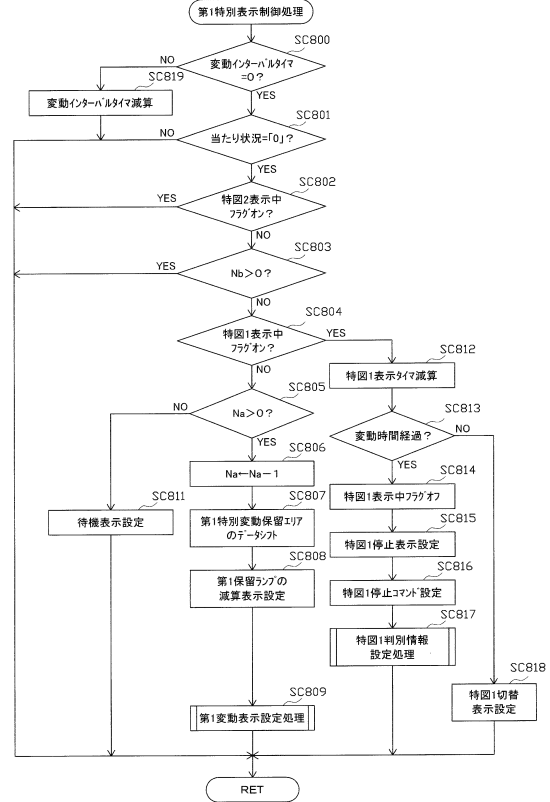 第1特別表示制御処理
SC800
変動インターバルタイマ
=0?
NO
YES
SC819
変動インターバルタイマ減算
SC801
当たり状況=「0」?
NO
YES
SC802
特図2表示中
フラグオン?
YES
NO
SC803
Nb>0?
YES
NO
SC804
特図1表示中
フラグオン?
YES
NO
SC805
Na>0?
NO
YES
SC806
Na←Na-1
SC807
第1特別変動保留エリア
のデータシフト
SC808
第1保留ランプの
減算表示設定
SC809
第1変動表示設定処理
SC811
待機表示設定
SC812
特図1表示タイマ減算
SC813
変動時間経過?
NO
YES
SC814
特図1表示中フラグオフ
SC815
特図1停止表示設定
SC816
特図1停止コマンド設定
SC817
特図1判別情報
設定処理
SC818
特図1切替
表示設定
RET